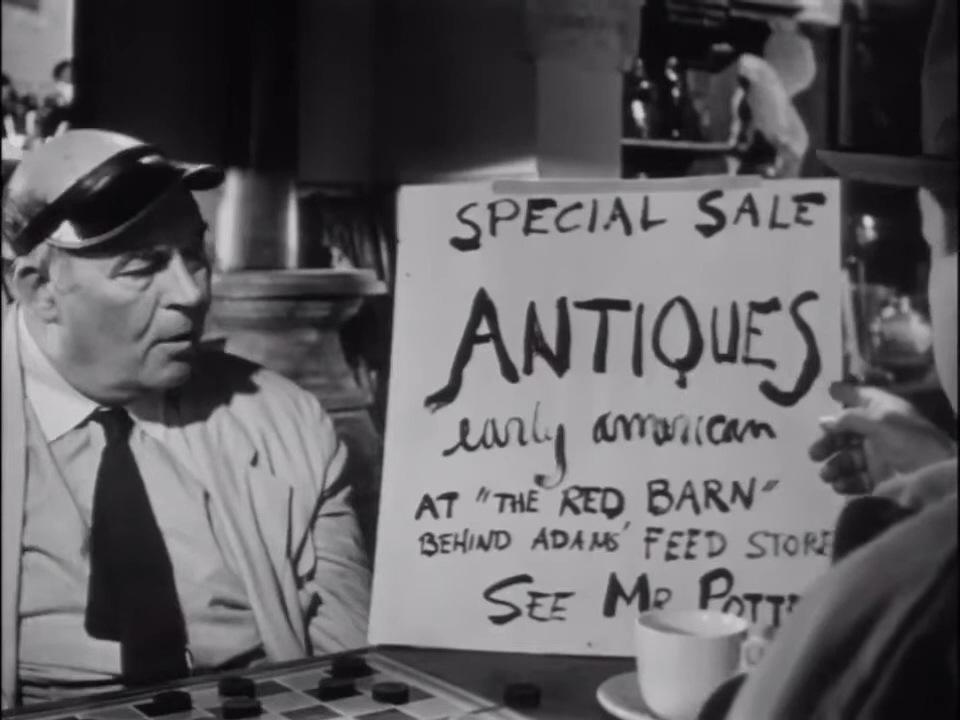 SPECIAL SALE
ANTIQUES
early american
AT "THE RED BARN"
BEHIND ADAMS' FEED STORE
SEE MR